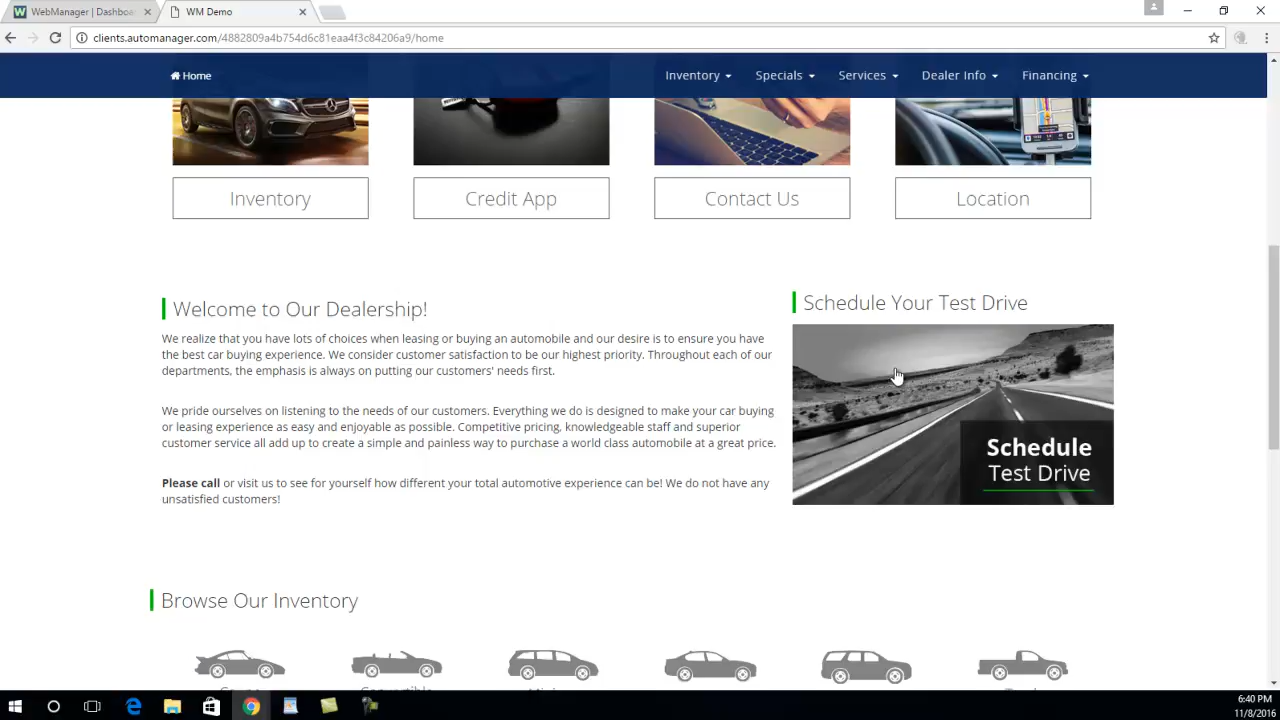 WebManager | Dashboa
WM Demo
clients.automanager.com/4882809a4b754d6c81eaa4f3c84206a9/home
Home
Inventory
Specials
Services
Dealer Info
Financing
Inventory
Credit App
Contact Us
Location
Welcome to Our Dealership!
We realize that you have lots of choices when leasing or buying an automobile and our desire is to ensure you have
the best car buying experience. We consider customer satisfaction to be our highest priority. Throughout each of our
departments, the emphasis is always on putting our customers' needs first.
We pride ourselves on listening to the needs of our customers. Everything we do is designed to make your car buying
or leasing experience as easy and enjoyable as possible. Competitive pricing, knowledgeable staff and superior
customer service all add up to create a simple and painless way to purchase a world class automobile at a great price.
Please call or visit us to see for yourself how different your total automotive experience can be! We do not have any
unsatisfied customers!
Schedule Your Test Drive
Schedule
Test Drive
Browse Our Inventory
6:40 PM
11/8/2016